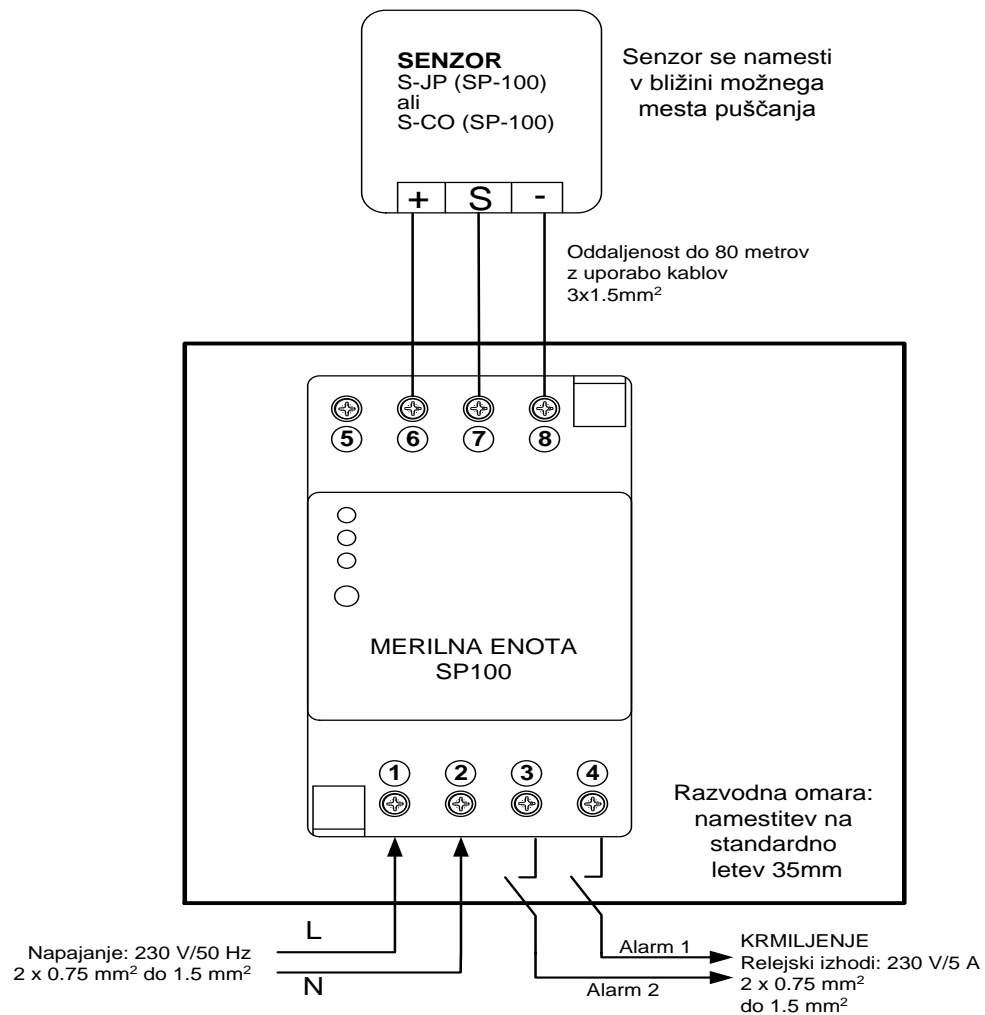 SENZOR
S-JP (SP-100)
ali
S-CO (SP-100)
+ S -
Senzor se namesti
v bližini možnega
mesta puščanja
Oddaljenost do 80 metrov
z uporabo kablov
3x1.5mm²
5 6 7 8
MERILNA ENOTA
SP100
1 2 3 4
Razvodna omara:
namestitev na
standardno
letev 35mm
L
Napajanje: 230 V/50 Hz
2 x 0.75 mm² do 1.5 mm²
N
Alarm 1
Alarm 2
KRMILJENJE
Relejski izhodi: 230 V/5 A
2 x 0.75 mm²
do 1.5 mm²